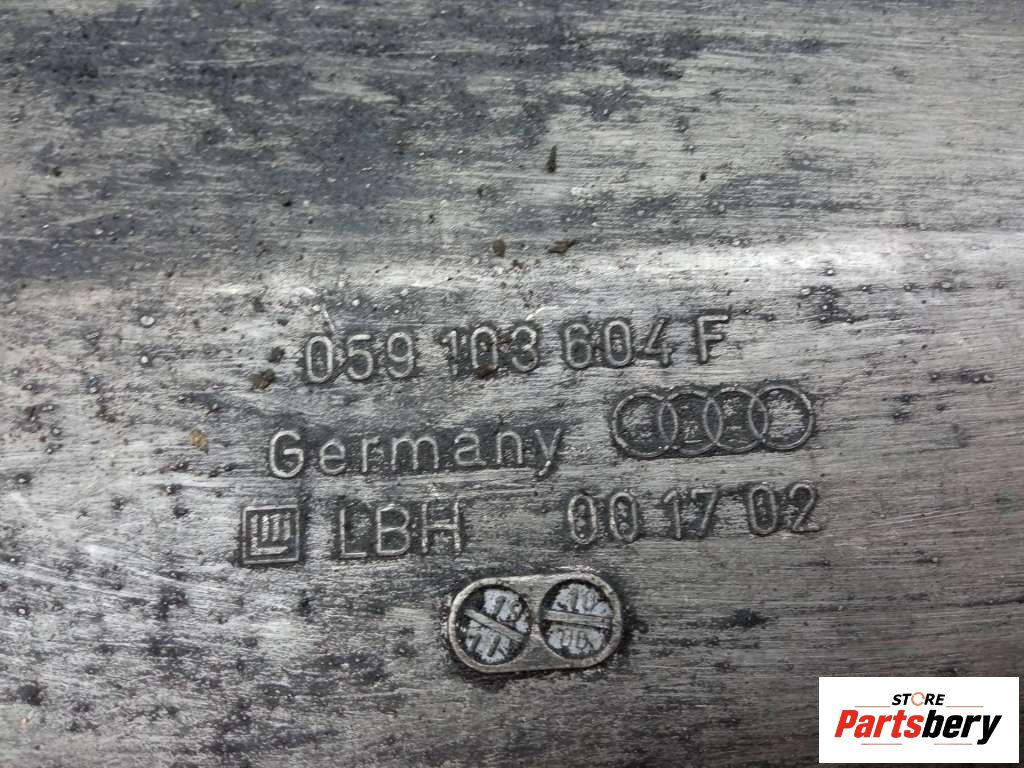 059 103 604 F
Germany
LBH 00 17 02
STORE
Partsbery